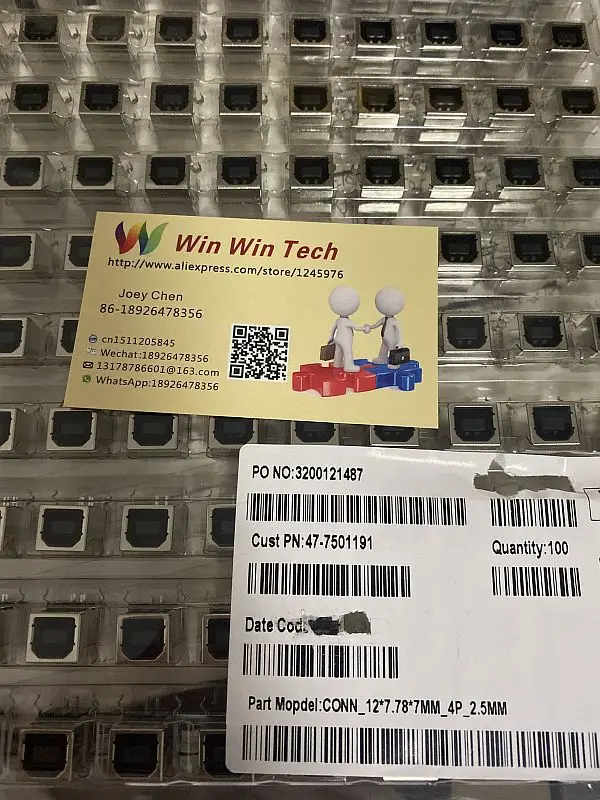 Win Win Tech
http://www.aliexpress.com/store/1245976
Joey Chen
86-18926478356
cn1511205845
Wechat:18926478356
13178786601@163.com
WhatsApp:18926478356
PO NO:3200121487
Cust PN:47-7501191
Quantity:100
Date Cod
Part Mopdel:CONN_12*7.78*7MM_4P_2.5MM